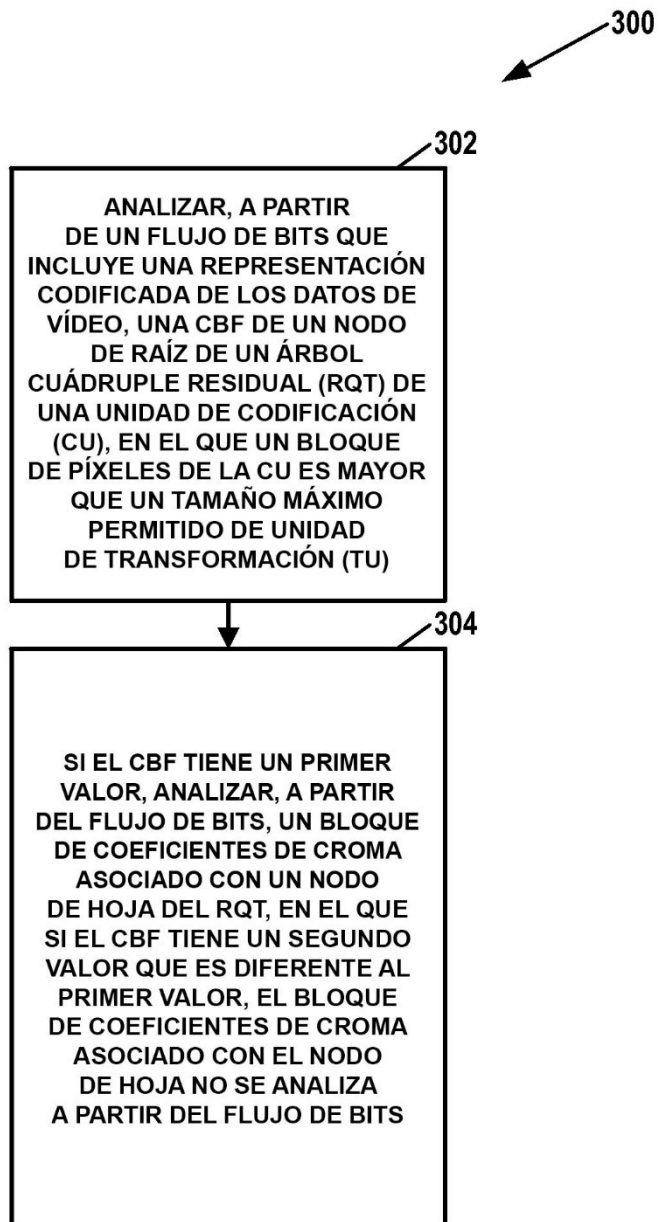 300
302
ANALIZAR, A PARTIR
DE UN FLUJO DE BITS QUE
INCLUYE UNA REPRESENTACIÓN
CODIFICADA DE LOS DATOS DE
VÍDEO, UNA CBF DE UN NODO
DE RAÍZ DE UN ÁRBOL
CUÁDRUPLE RESIDUAL (RQT) DE
UNA UNIDAD DE CODIFICACIÓN
(CU), EN EL QUE UN BLOQUE
DE PÍXELES DE LA CU ES MAYOR
QUE UN TAMAÑO MÁXIMO
PERMITIDO DE UNIDAD
DE TRANSFORMACIÓN (TU)
304
SI EL CBF TIENE UN PRIMER
VALOR, ANALIZAR, A PARTIR
DEL FLUJO DE BITS, UN BLOQUE
DE COEFICIENTES DE CROMA
ASOCIADO CON UN NODO
DE HOJA DEL RQT, EN EL QUE
SI EL CBF TIENE UN SEGUNDO
VALOR QUE ES DIFERENTE AL
PRIMER VALOR, EL BLOQUE
DE COEFICIENTES DE CROMA
ASOCIADO CON EL NODO
DE HOJA NO SE ANALIZA
A PARTIR DEL FLUJO DE BITS